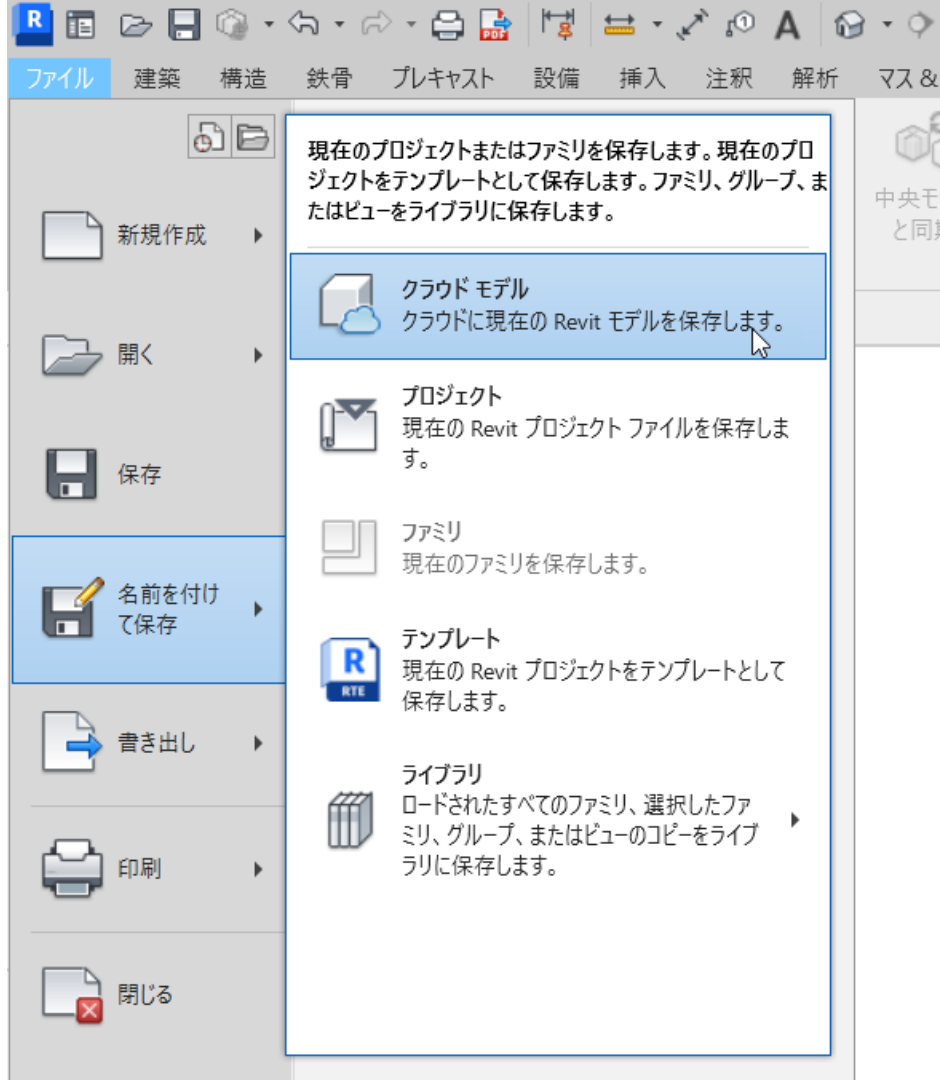 R
PDF
1
A
ファイル 建築 構造 鉄骨 プレキャスト 設備 挿入 注釈 解析 マス &
現在のプロジェクトまたはファミリを保存します。現在のプロ
ジェクトをテンプレートとして保存します。ファミリ、グループ、ま
たはビューをライブラリに保存します。
中央モ
と同
新規作成
開く
保存
名前を付け
て保存
書き出し
印刷
閉じる
クラウド モデル
クラウドに現在の Revit モデルを保存します。
プロジェクト
現在の Revit プロジェクト ファイルを保存しま
す。
ファミリ
現在のファミリを保存します。
R
RTE
テンプレート
現在の Revit プロジェクトをテンプレートとして
保存します。
ライブラリ
ロードされたすべてのファミリ、選択したファ
ミリ、グループ、またはビューのコピーをライブ
ラリに保存します。